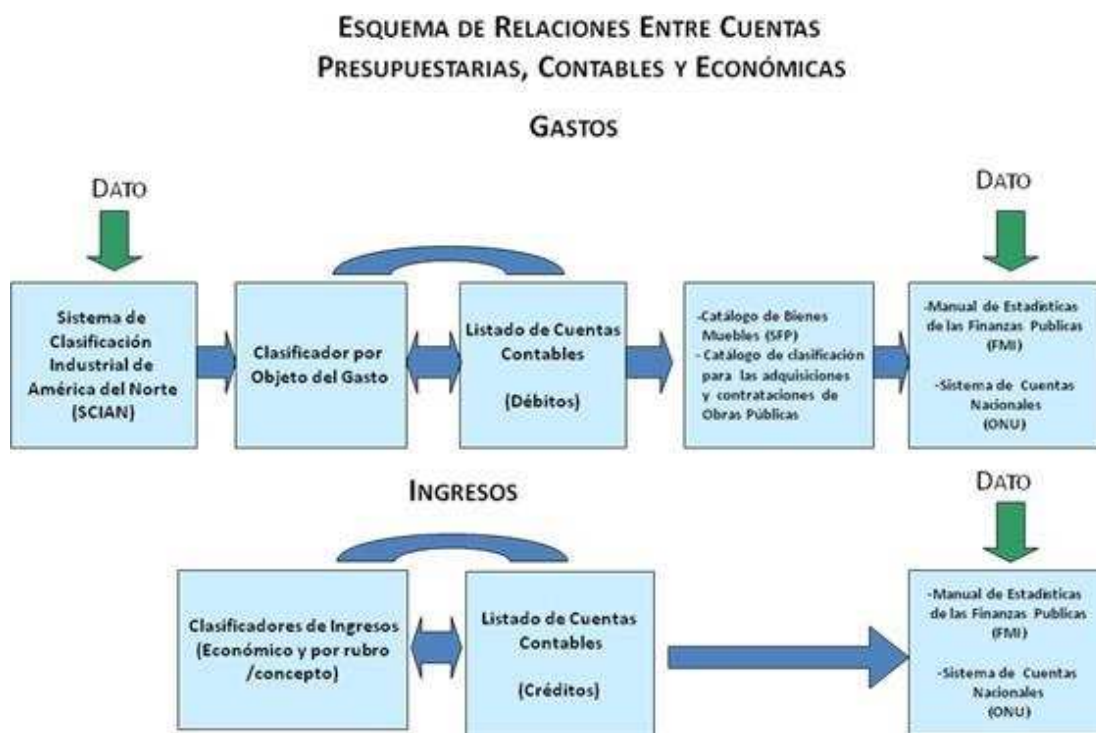 ESQUEMA DE RELACIONES ENTRE CUENTAS
PRESUPUESTARIAS, CONTABLES Y ECONÓMICAS
GASTOS
DATO
DATO
Sistema de
Clasificación
Industrial de
América del Norte
(SCIAN)
Clasificador por
Objeto del Gasto
Listado de Cuentas
Contables
(Débitos)
-Catálogo de Bienes
Muebles (SFP)
- Catálogo de clasificación
para las adquisiciones
y contrataciones de
Obras Públicas
-Manual de Estadísticas
de las Finanzas Publicas
(FMI)
-Sistema de Cuentas
Nacionales
(ONU)
INGRESOS
DATO
Clasificadores de Ingresos
(Económico y por rubro
/concepto)
Listado de Cuentas
Contables
(Créditos)
-Manual de Estadísticas
de las Finanzas Publicas
(FMI)
-Sistema de Cuentas
Nacionales
(ONU)